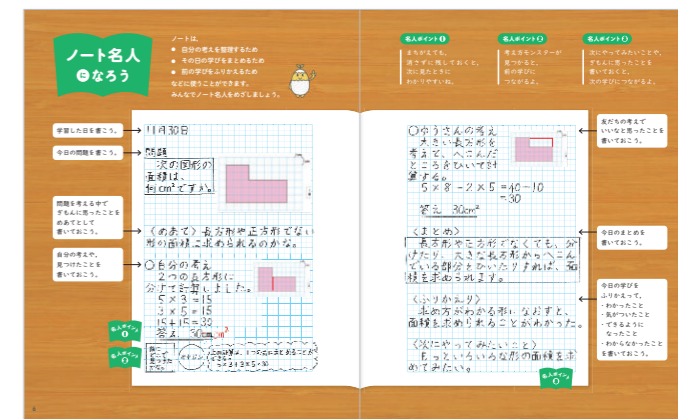 ノート名人
になろう
ノートは、
● 自分の考えを整理するため
● その日の学びをまとめるため
● 前の学びをふりかえるため
などに使うことができます。
みんなでノート名人をめざしましょう。
名人ポイント1
まちがえても、
消さずに残しておくと、
次に見たときに
わかりやすいね。
名人ポイント2
考え方モンスターが
見つかると、
前の学びに
つながるよ。
名人ポイント3
次にやってみたいことや、
ぎもんに思ったことを
書いておくと、
次の学びにつながるよ。
学習した日を書こう。
11月30日
今日の問題を書こう。
問題
次の図形の
面積は、
何cm²ですか。
問題を考える中で
ぎもんに思ったことを
めあてとして
書いておこう。
〈めあて〉長方形や正方形でない
形の面積は求められるのかな。
自分の考えや、
見つけたことを
書いておこう。
○自分の考え
2つの長方形に
分けて計算しました。
5×3=15
3×5=15
15+15=30
答え 30cm²
名人ポイント1
名人ポイント2
○ゆうさんの考え
大きい長方形を
考えて、へこんだ
ところをひいて計
算する。
5×8-2×5=40-10
=30
答え 30cm²
友だちの考えで
いいなと思ったことを
書いておこう。
〈まとめ〉
長方形や正方形でなくても、分
けたり、大きな長方形からへこん
でいる部分をひいたりすれば、面
積を求められます。
今日のまとめを
書いておこう。
〈ふりかえり〉
求め方がわかる形になおすと、
面積を求められることがわかった。
今日の学びを
ふりかえって、
・わかったこと
・気がついたこと
・できるように
なったこと
・わからなかったこと
を書いておこう。
〈次にやってみたいこと〉
もっといろいろな形の面積を求
めてみたい。
名人ポイント3